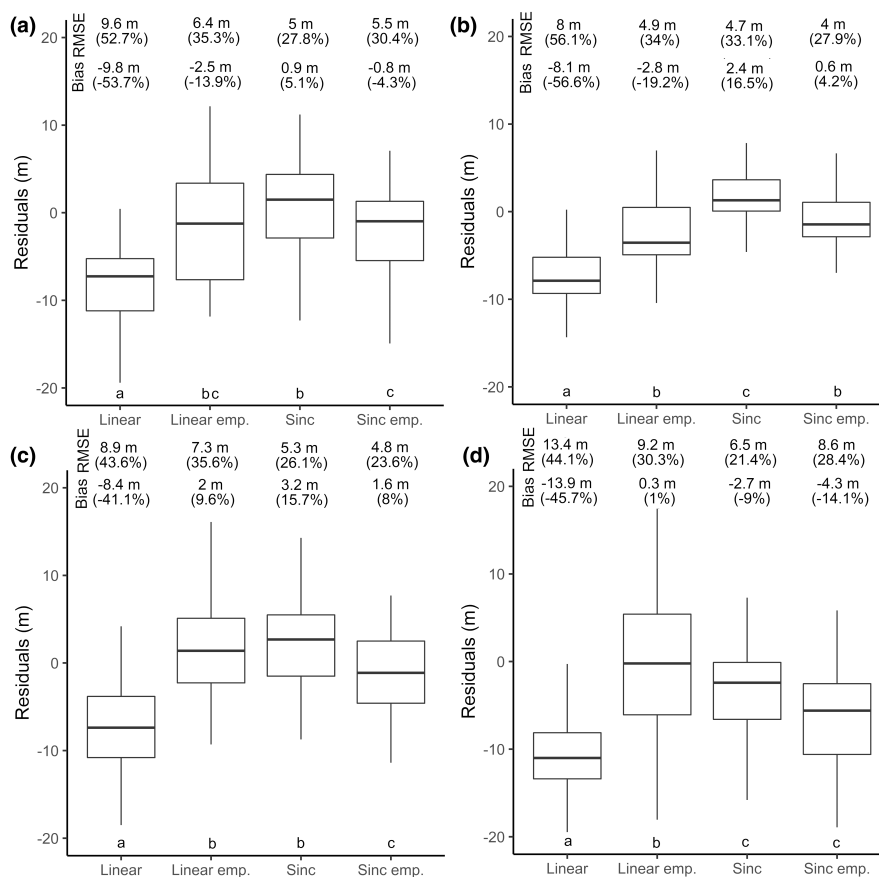 (a)
Bias RMSE
9.6 m 6.4 m 5 m 5.5 m
(52.7%) (35.3%) (27.8%) (30.4%)
-9.8 m -2.5 m 0.9 m -0.8 m
(-53.7%) (-13.9%) (5.1%) (-4.3%)
Residuals (m)
20
10
0
-10
-20
a bc b c
Linear Linear emp. Sinc Sinc emp.
(b)
Bias RMSE
8 m 4.9 m 4.7 m 4 m
(56.1%) (34%) (33.1%) (27.9%)
-8.1 m -2.8 m 2.4 m 0.6 m
(-56.6%) (-19.2%) (16.5%) (4.2%)
Residuals (m)
20
10
0
-10
-20
a b c b
Linear Linear emp. Sinc Sinc emp.
(c)
Bias RMSE
8.9 m 7.3 m 5.3 m 4.8 m
(43.6%) (35.6%) (26.1%) (23.6%)
-8.4 m 2 m 3.2 m 1.6 m
(-41.1%) (9.6%) (15.7%) (8%)
Residuals (m)
20
10
0
-10
-20
a b b c
Linear Linear emp. Sinc Sinc emp.
(d)
Bias RMSE
13.4 m 9.2 m 6.5 m 8.6 m
(44.1%) (30.3%) (21.4%) (28.4%)
-13.9 m 0.3 m -2.7 m -4.3 m
(-45.7%) (1%) (-9%) (-14.1%)
Residuals (m)
20
10
0
-10
-20
a b c c
Linear Linear emp. Sinc Sinc emp.